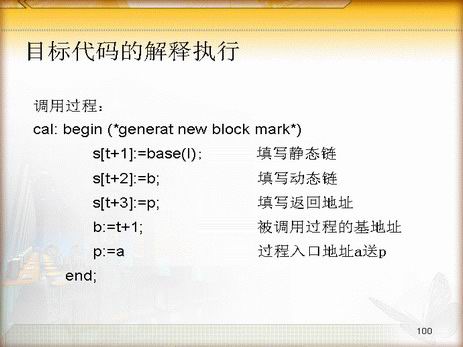 目标代码的解释执行
调用过程：
cal: begin (*generat new block mark*)
s[t+1]:=base(l); 填写静态链
s[t+2]:=b; 填写动态链
s[t+3]:=p; 填写返回地址
b:=t+1; 被调用过程的基地址
p:=a 过程入口地址a送p
end;
100